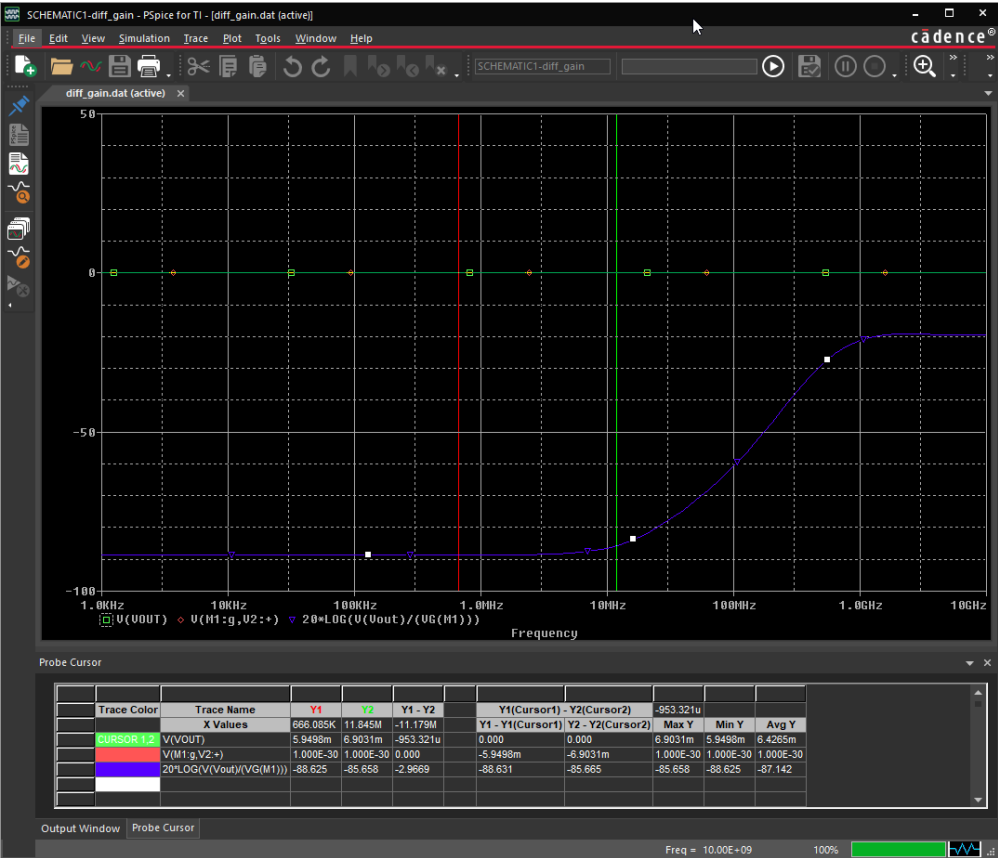 SCHEMATIC1-diff_gain - PSpice for TI - [diff_gain.dat (active)]
File Edit View Simulation Trace Plot Tools Window Help
cādence®
SCHEMATIC1-diff_gain
diff_gain.dat (active)
50
0
-50
-100
1.0KHz 10KHz 100KHz 1.0MHz 10MHz 100MHz 1.0GHz 10GHz
V(VOUT) V(M1:g,V2:+) 20*LOG(V(Vout)/(VG(M1)))
Frequency
Probe Cursor
Trace Color Trace Name Y1 Y2 Y1 - Y2 Y1(Cursor1) - Y2(Cursor2) -953.321u
X Values 666.085K 11.845M -11.179M Y1 - Y1(Cursor1) Y2 - Y2(Cursor2) Max Y Min Y Avg Y
CURSOR 1,2 V(VOUT) 5.9498m 6.9031m -953.321u 0.000 0.000 6.9031m 5.9498m 6.4265m
V(M1:g,V2:+) 1.000E-30 1.000E-30 0.000 -5.9498m -6.9031m 1.000E-30 1.000E-30 1.000E-30
20*LOG(V(Vout)/(VG(M1))) -88.625 -85.658 -2.9669 -88.631 -85.665 -85.658 -88.625 -87.142
Output Window Probe Cursor
Freq = 10.00E+09 100%